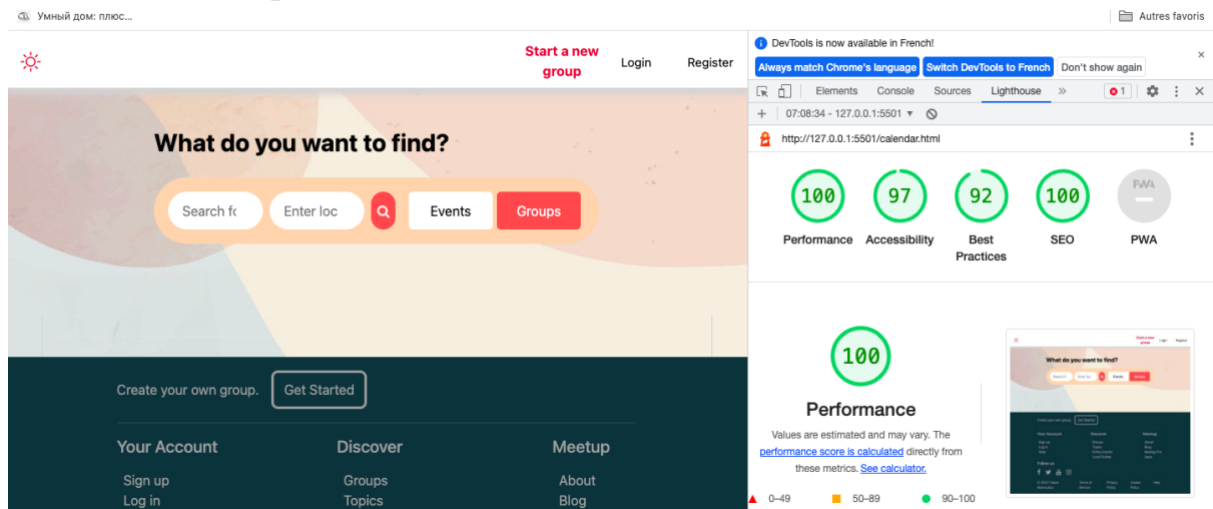 Умный дом: плюс...
Autres favoris
Start a new
group
Login
Register
What do you want to find?
Search fo
Enter loc
Events
Groups
Create your own group.
Get Started
Your Account
Discover
Meetup
Sign up
Groups
About
Log in
Topics
Blog
DevTools is now available in French!
Always match Chrome's language
Switch DevTools to French
Don't show again
Elements
Console
Sources
Lighthouse
1
07:08:34 - 127.0.0.1:5501
http://127.0.0.1:5501/calendar.html
100
97
92
100
PWA
Performance
Accessibility
Best
Practices
SEO
PWA
100
Performance
Values are estimated and may vary. The
performance score is calculated directly from
these metrics. See calculator.
0–49
50–89
90–100
What do you want to find?